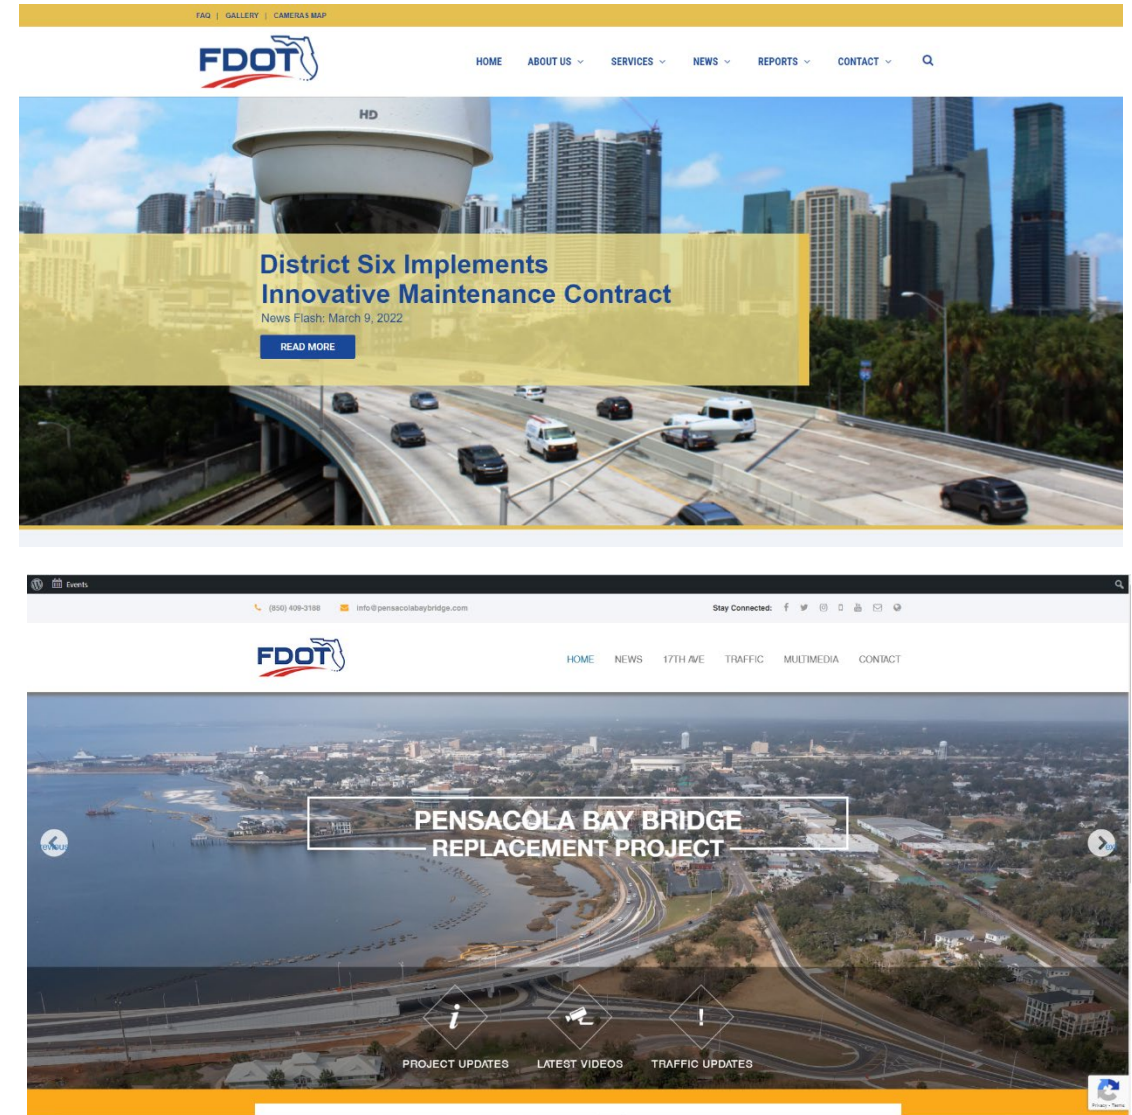 FAQ | GALLERY | CAMERAS MAP
FDOT
HOME ABOUT US SERVICES NEWS REPORTS CONTACT
HD
District Six Implements
Innovative Maintenance Contract
News Flash: March 9, 2022
READ MORE
Events
(850) 409-3188 info@pensacolabaybridge.com Stay Connected:
FDOT
HOME NEWS 17TH AVE TRAFFIC MULTIMEDIA CONTACT
PENSACOLA BAY BRIDGE
REPLACEMENT PROJECT
PROJECT UPDATES LATEST VIDEOS TRAFFIC UPDATES
Privacy - Terms